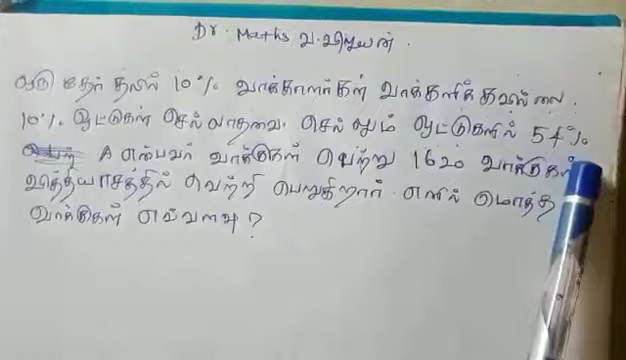 Dr. Maths வ.விஜயன்.
ஒரு தேர்தலில் 10% வாக்காளர்கள் வாக்களிக்கவில்லை.
10% ஓட்டுகள் செல்லாதவை. செல்லும் ஓட்டுகளில் 54%
A என்பவர் வாக்குகள் பெற்று 1620 வாக்குகள்
வித்தியாசத்தில் வெற்றி பெறுகிறார். எனில் மொத்த
வாக்குகள் எவ்வளவு?